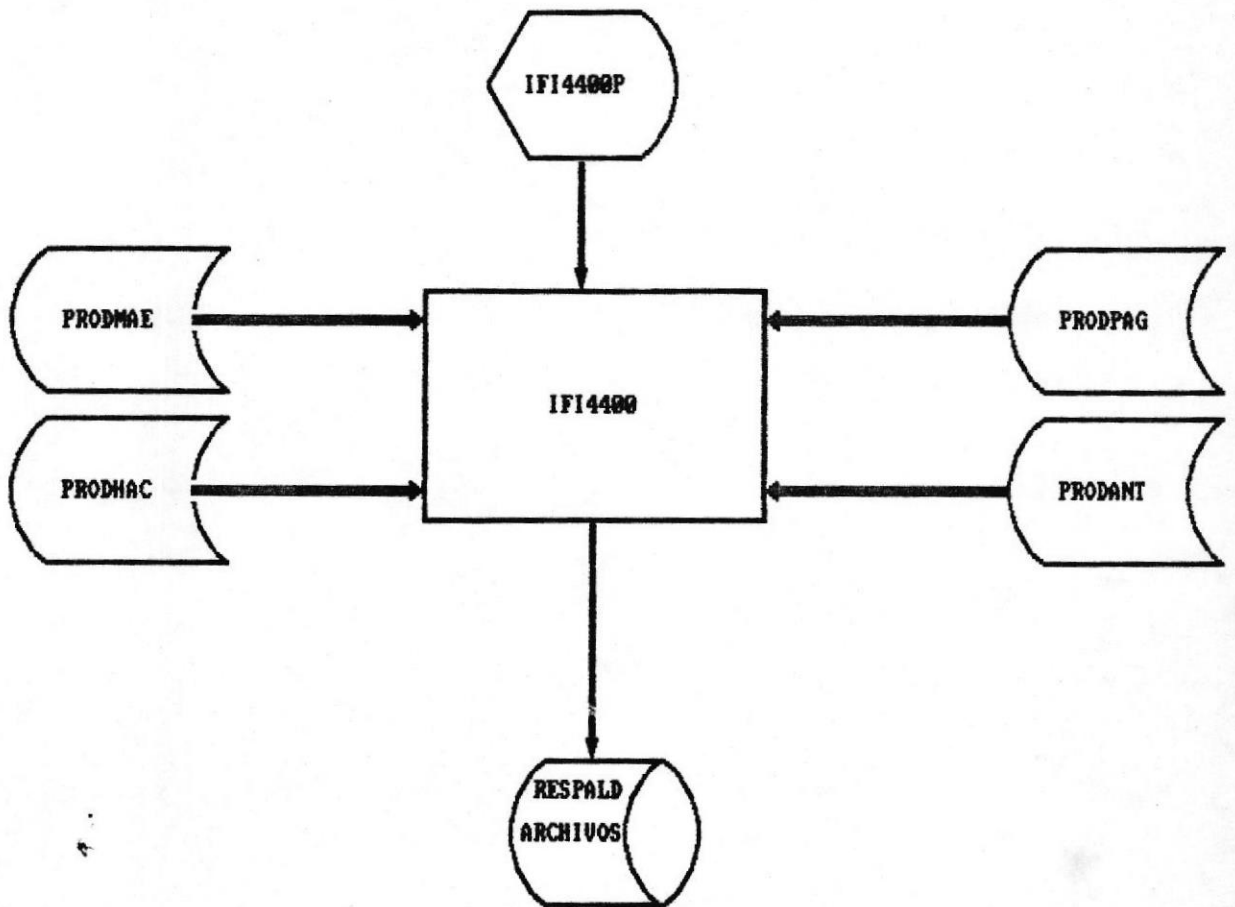 IFI4400P
PRODMAE
PRODPAG
IFI4400
PRODHAC
PRODANT
RESPALD
ARCHIVOS